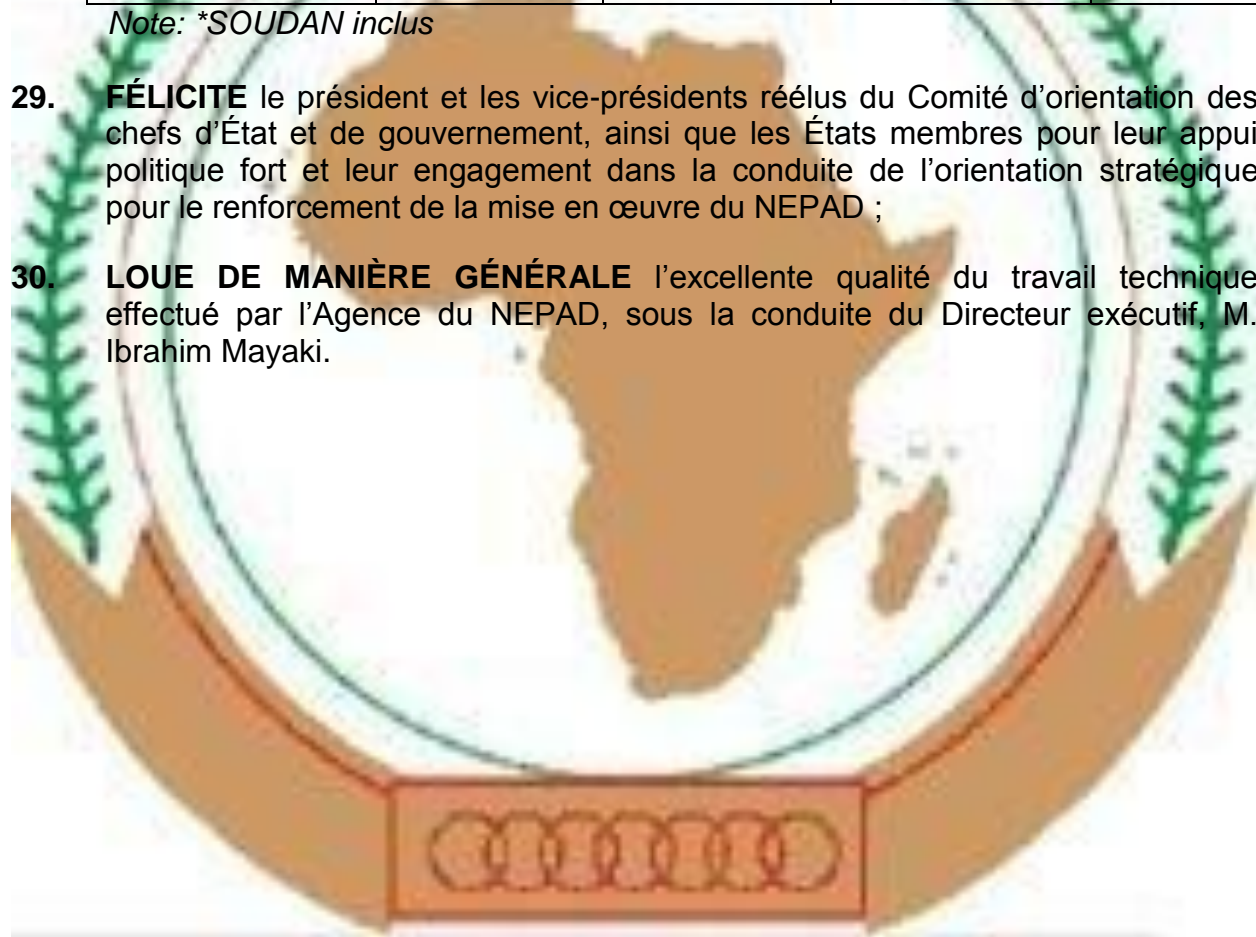 Note: *SOUDAN inclus
29. FÉLICITE le président et les vice-présidents réélus du Comité d’orientation des
chefs d’État et de gouvernement, ainsi que les États membres pour leur appui
politique fort et leur engagement dans la conduite de l’orientation stratégique
pour le renforcement de la mise en œuvre du NEPAD ;
30. LOUE DE MANIÈRE GÉNÉRALE l’excellente qualité du travail technique
effectué par l’Agence du NEPAD, sous la conduite du Directeur exécutif, M.
Ibrahim Mayaki.